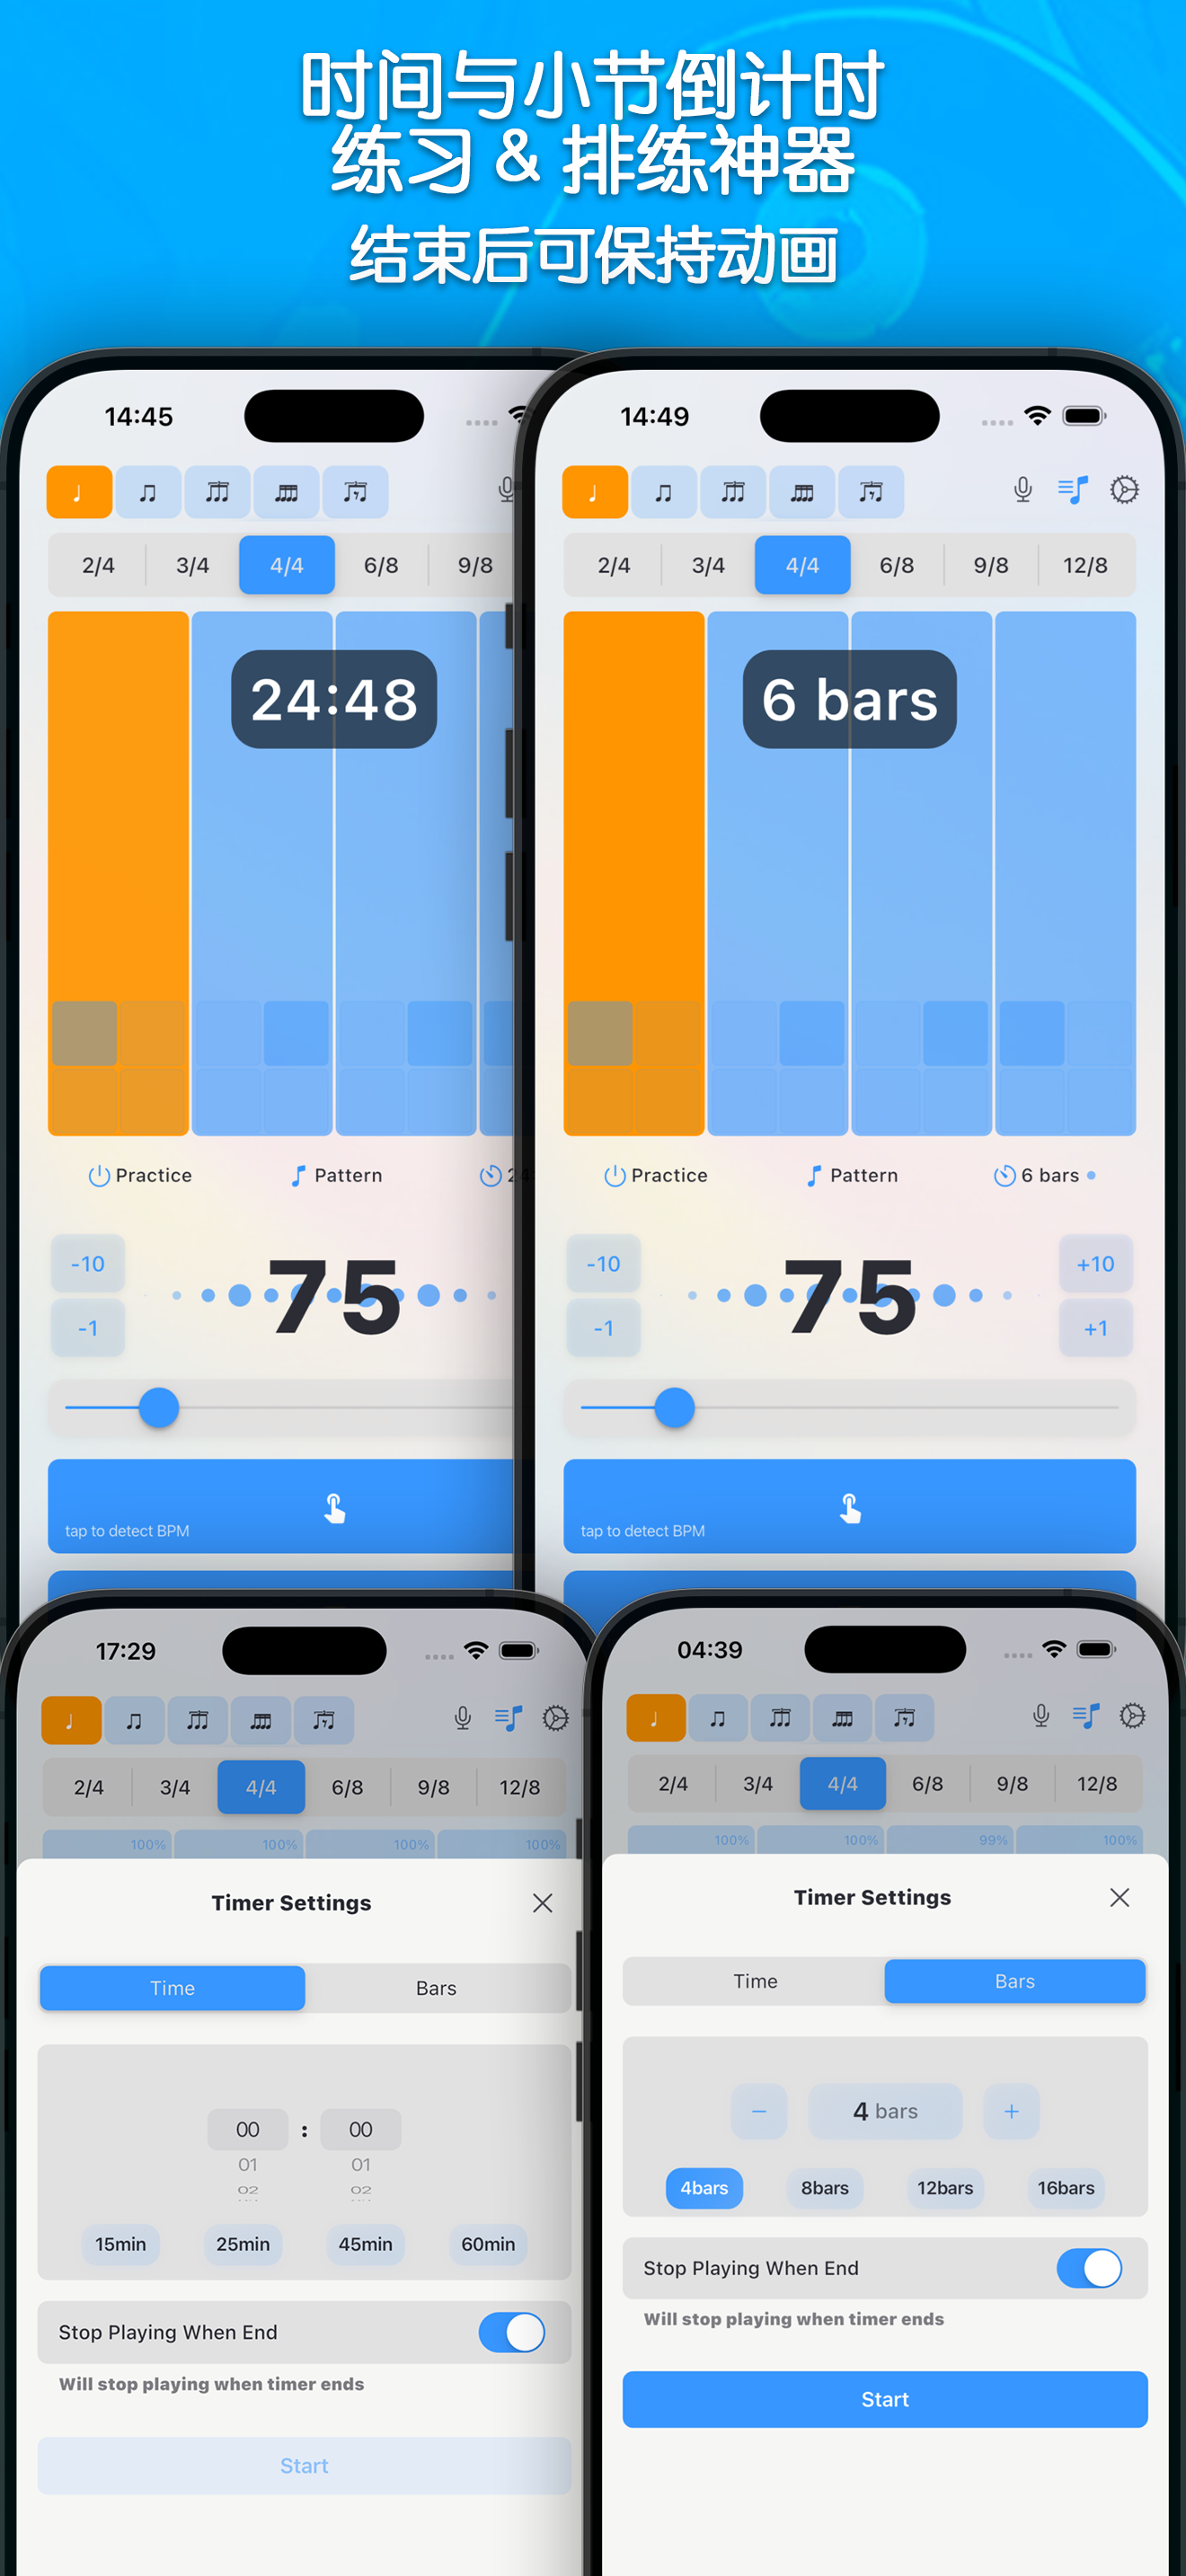 时间与小节倒计时
练习 & 排练神器
结束后可保持动画
14:45
2/4 3/4 4/4 6/8 9/8
24:48
Practice Pattern
-10
75
-1
tap to detect BPM
14:49
2/4 3/4 4/4 6/8 9/8 12/8
6 bars
Practice Pattern 6 bars
-10 +10
75
-1 +1
tap to detect BPM
17:29
2/4 3/4 4/4 6/8 9/8 12/8
100% 100% 100% 100%
Timer Settings
Time Bars
00 : 00
01 01
02 02
15min 25min 45min 60min
Stop Playing When End
Will stop playing when timer ends
Start
04:39
2/4 3/4 4/4 6/8 9/8 12/8
100% 100% 99% 100%
Timer Settings
Time Bars
− 4 bars +
4bars 8bars 12bars 16bars
Stop Playing When End
Will stop playing when timer ends
Start